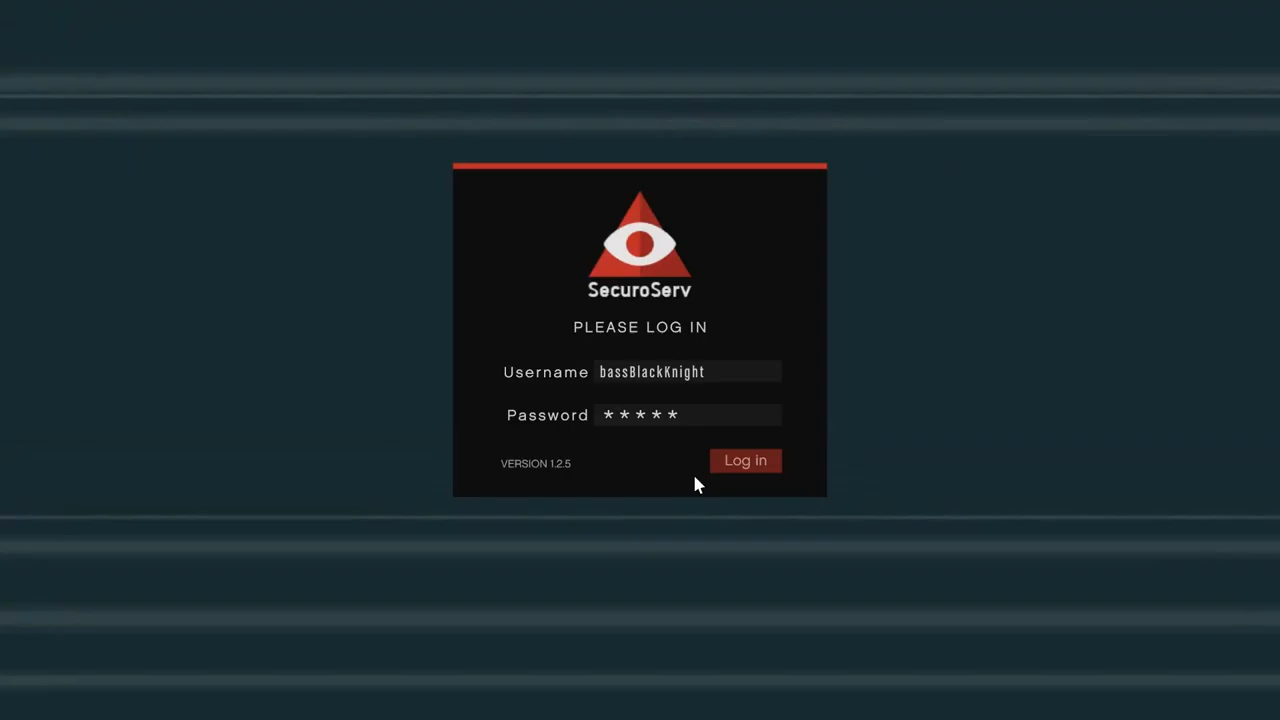 SecuroServ
PLEASE LOG IN
Username bassBlackKnight
Password *****
VERSION 1.2.5 Log in